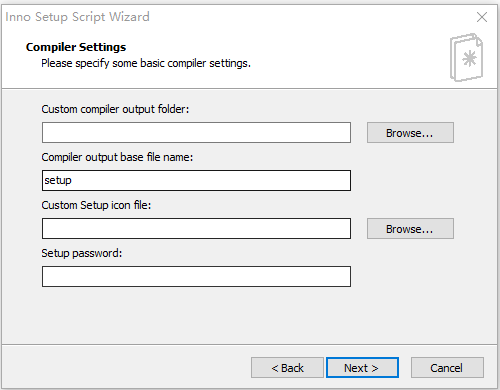 Inno Setup Script Wizard
Compiler Settings
Please specify some basic compiler settings.
Custom compiler output folder:
Browse...
Compiler output base file name:
setup
Custom Setup icon file:
Browse...
Setup password:
< Back
Next >
Cancel